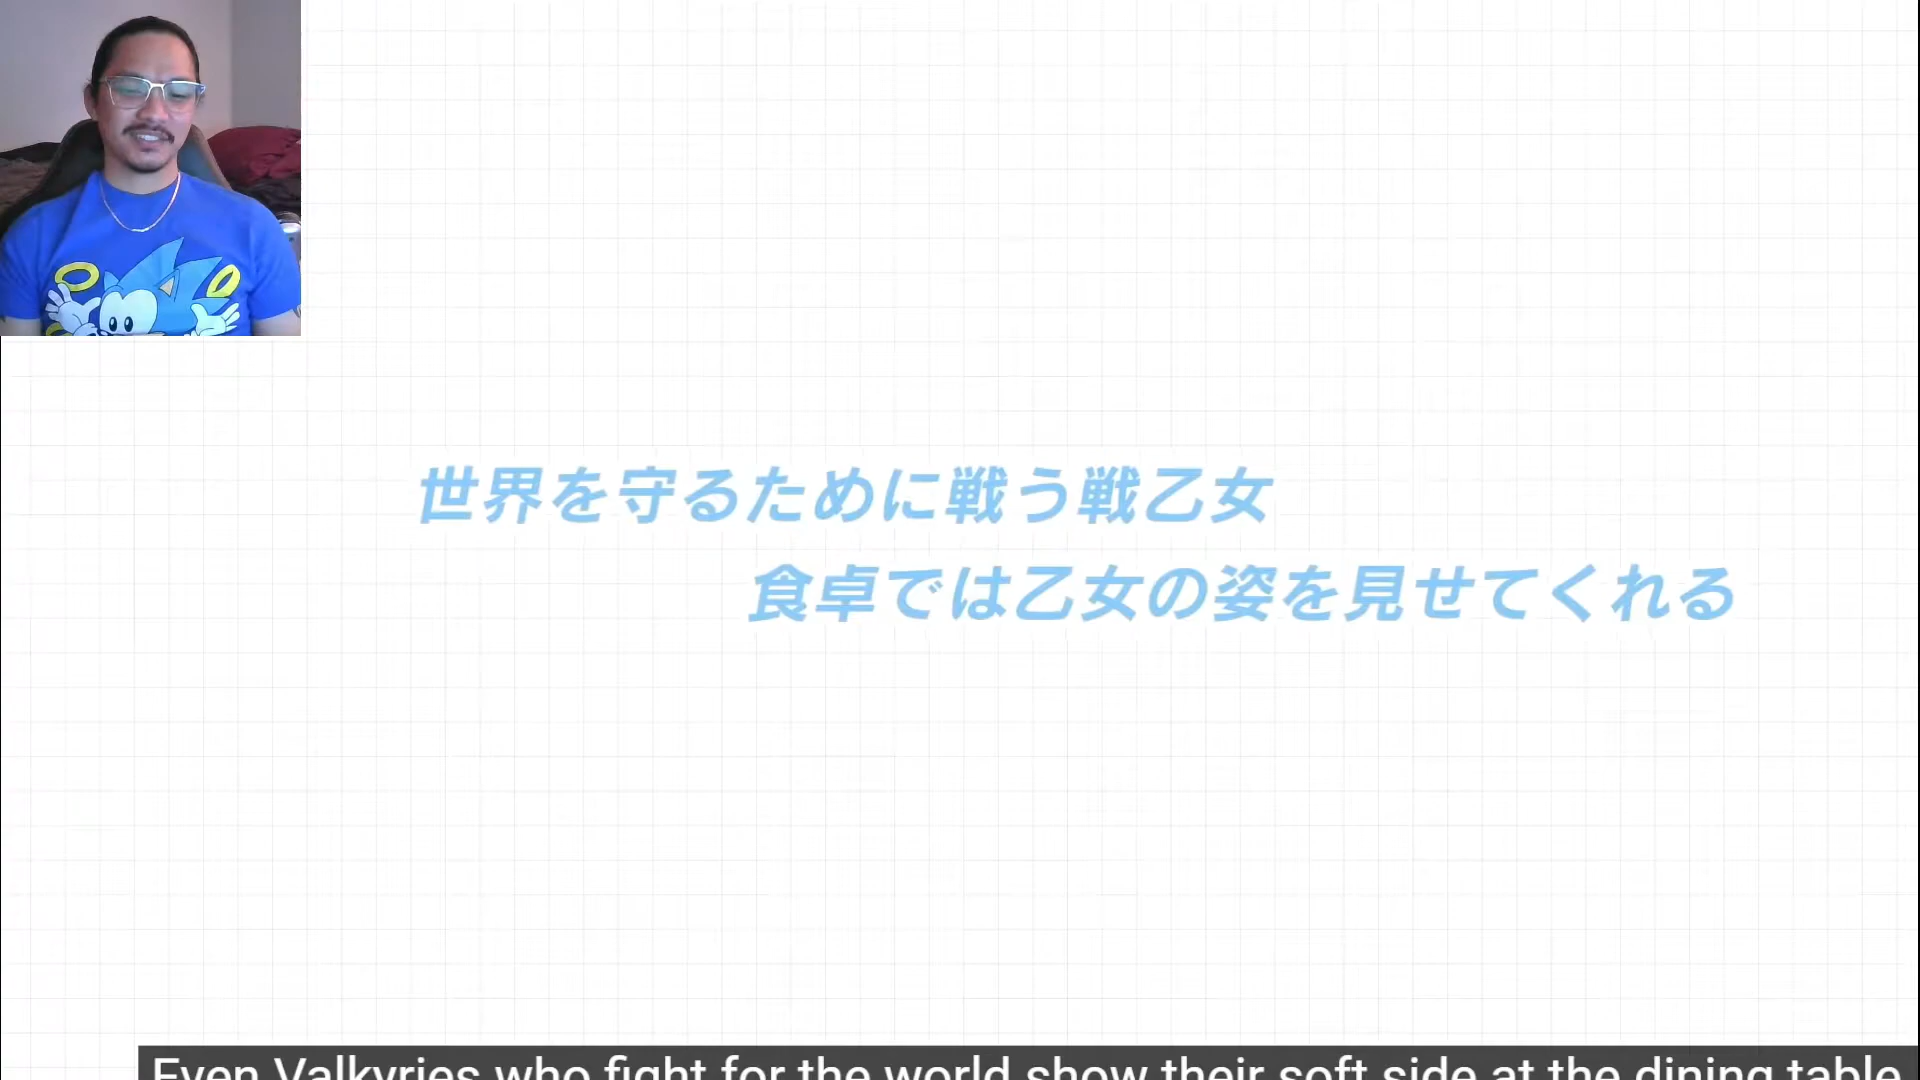 世界を守るために戦う戦乙女
食卓では乙女の姿を見せてくれる
Even Valkyries who fight for the world show their soft side at the dining table